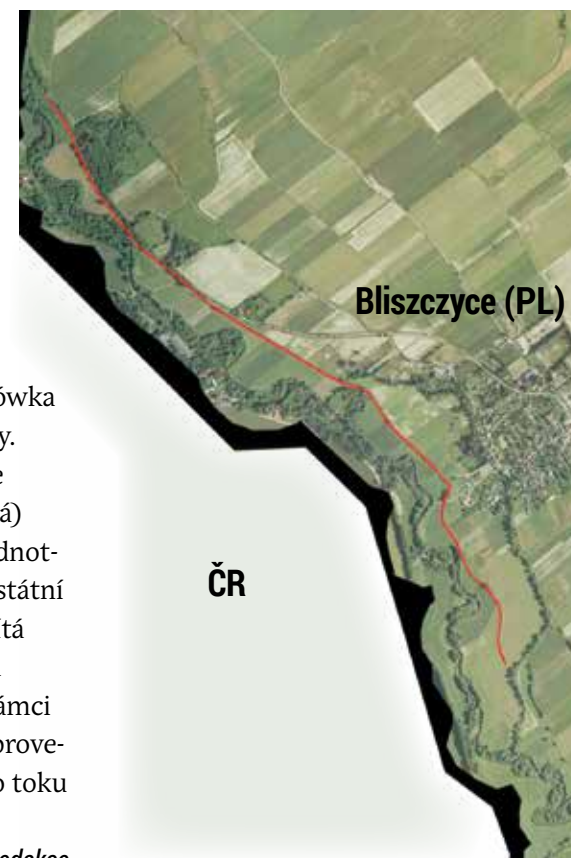 ówka
y.
e
á)
dnot-
státní
tá
ámci
prove-
o toku
Bliszczyce (PL)
ČR